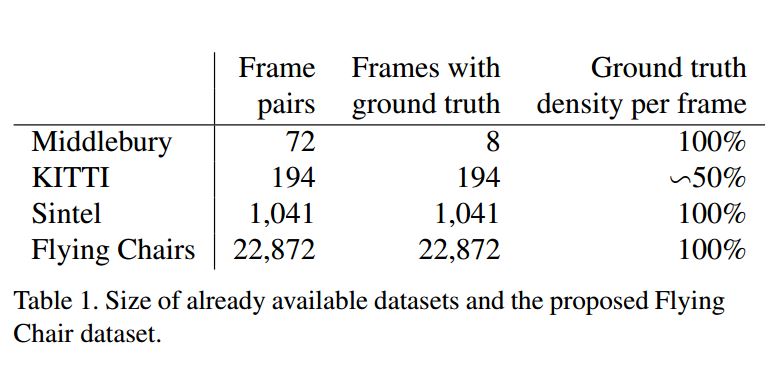 Frame Frames with Ground truth
pairs ground truth density per frame
Middlebury 72 8 100%
KITTI 194 194 ∽50%
Sintel 1,041 1,041 100%
Flying Chairs 22,872 22,872 100%
Table 1. Size of already available datasets and the proposed Flying
Chair dataset.